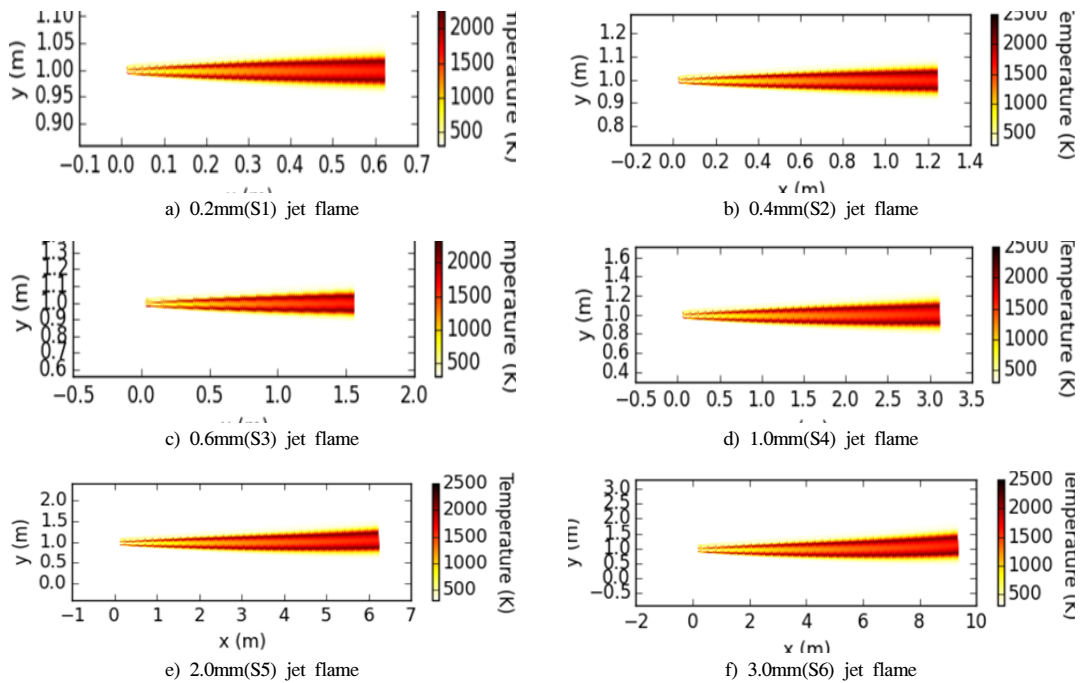 1.10
1.05
1.00
0.95
0.90
y (m)
−0.1 0.0 0.1 0.2 0.3 0.4 0.5 0.6 0.7
2000
1500
1000
500
Temperature (K)
a) 0.2mm(S1) jet flame
1.2
1.1
1.0
0.9
0.8
y (m)
−0.2 0.0 0.2 0.4 0.6 0.8 1.0 1.2 1.4
x (m)
2500
2000
1500
1000
500
Temperature (K)
b) 0.4mm(S2) jet flame
1.3
1.2
1.1
1.0
0.9
0.8
0.7
0.6
y (m)
−0.5 0.0 0.5 1.0 1.5 2.0
2000
1500
1000
500
mperature (K)
c) 0.6mm(S3) jet flame
1.6
1.4
1.2
1.0
0.8
0.6
0.4
y (m)
−0.5 0.0 0.5 1.0 1.5 2.0 2.5 3.0 3.5
2500
2000
1500
1000
500
Temperature (K)
d) 1.0mm(S4) jet flame
2.0
1.5
1.0
0.5
0.0
y (m)
−1 0 1 2 3 4 5 6 7
x (m)
2500
2000
1500
1000
500
Temperature (K)
e) 2.0mm(S5) jet flame
3.0
2.5
2.0
1.5
1.0
0.5
0.0
−0.5
y (m)
−2 0 2 4 6 8 10
x (m)
2500
2000
1500
1000
500
Temperature (K)
f) 3.0mm(S6) jet flame